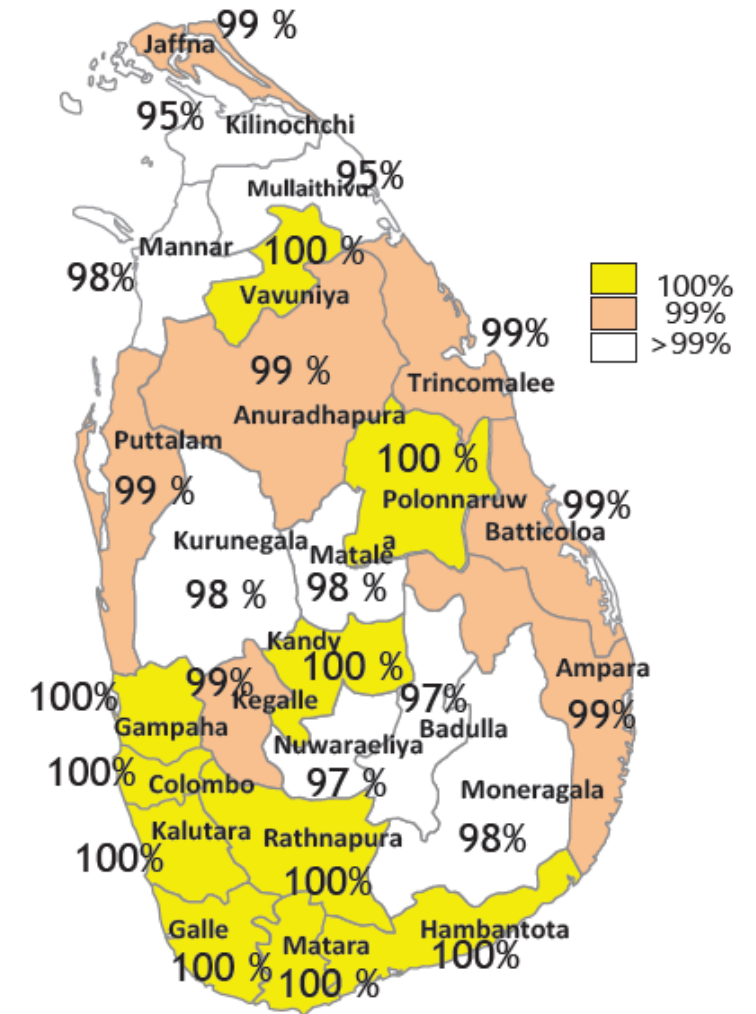 99 %
Jaffna
95%
Kilinochchi
95%
Mullaithivu
Mannar
100 %
98%
Vavuniya
100%
99%
>99%
99%
99 %
Trincomalee
Anuradhapura
Puttalam
100 %
99 %
Polonnaruw
a
99%
Batticoloa
Kurunegala
Matale
98 %
98 %
Kandy
100 %
Ampara
99%
100%
99%
Kegalle
97%
Gampaha
Badulla
Nuwaraeliya
97 %
100%
Colombo
Moneragala
98%
Kalutara
100%
Rathnapura
100%
Galle
100 %
Matara
100 %
Hambantota
100%